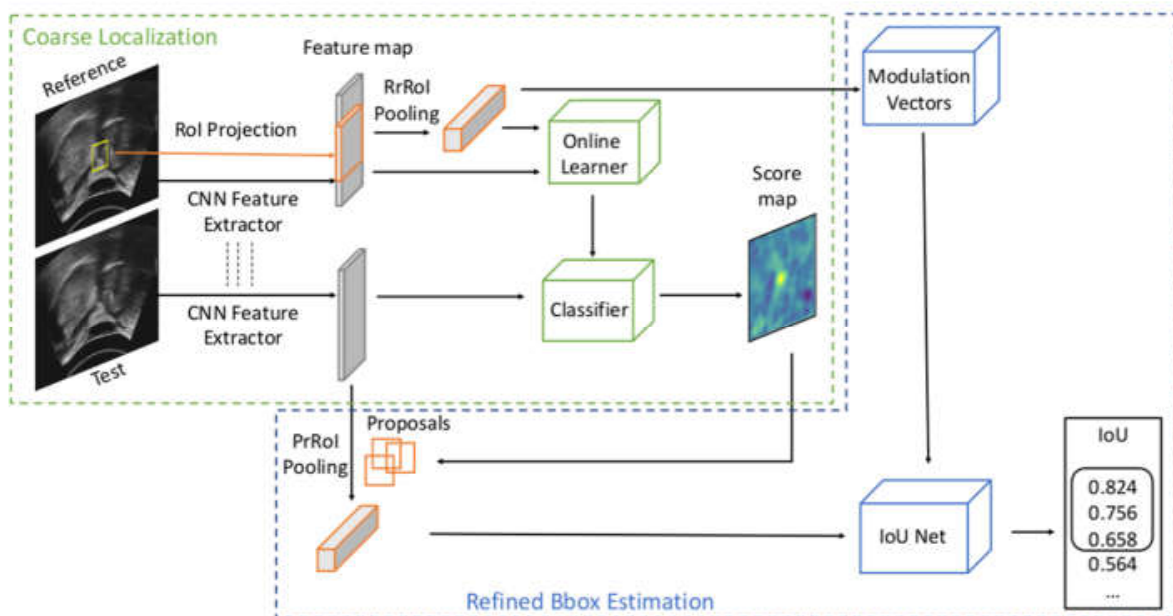 Coarse Localization
Reference
Feature map
RoI Projection
RrRoI
Pooling
CNN Feature
Extractor
Online
Learner
Modulation
Vectors
Score
map
CNN Feature
Extractor
Test
Classifier
PrRoI
Pooling
Proposals
IoU Net
IoU
0.824
0.756
0.658
0.564
...
Refined Bbox Estimation